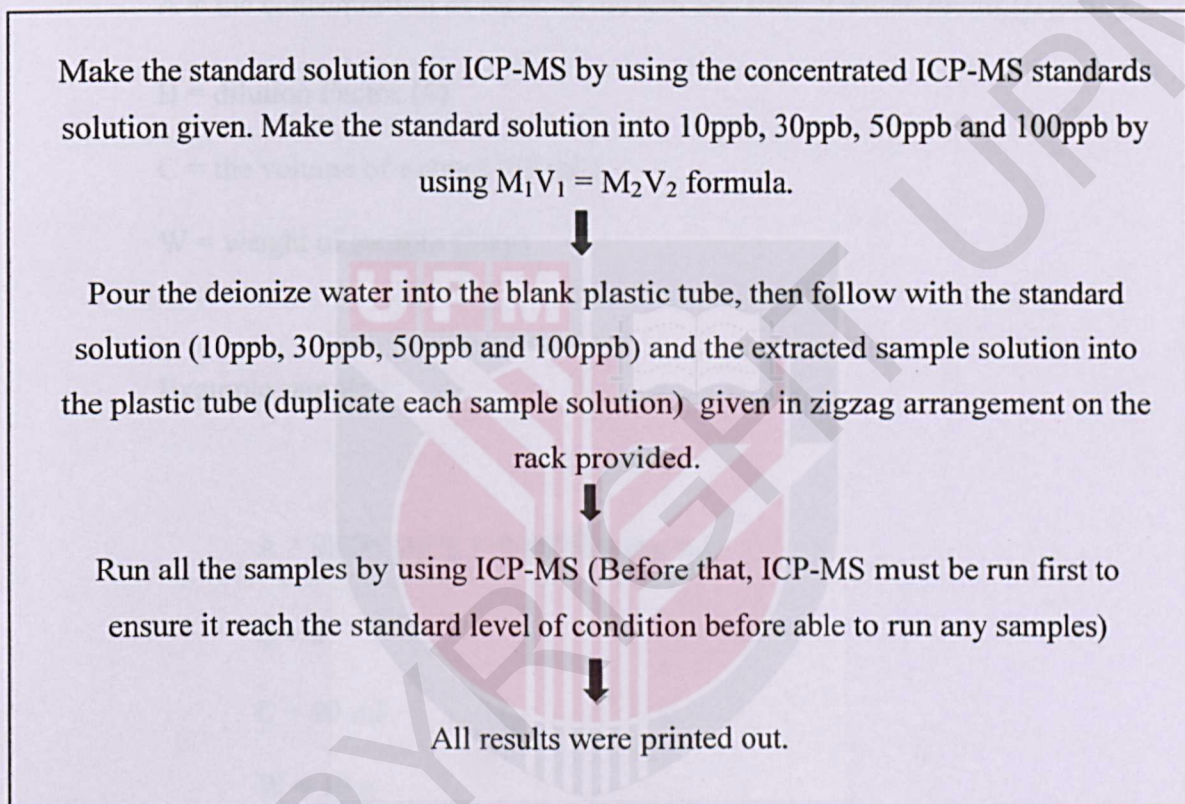 Make the standard solution for ICP-MS by using the concentrated ICP-MS standards
solution given. Make the standard solution into 10ppb, 30ppb, 50ppb and 100ppb by
using M₁V₁ = M₂V₂ formula.
Pour the deionize water into the blank plastic tube, then follow with the standard
solution (10ppb, 30ppb, 50ppb and 100ppb) and the extracted sample solution into
the plastic tube (duplicate each sample solution) given in zigzag arrangement on the
rack provided.
Run all the samples by using ICP-MS (Before that, ICP-MS must be run first to
ensure it reach the standard level of condition before able to run any samples)
All results were printed out.
UPM
PYRIGHT UPM